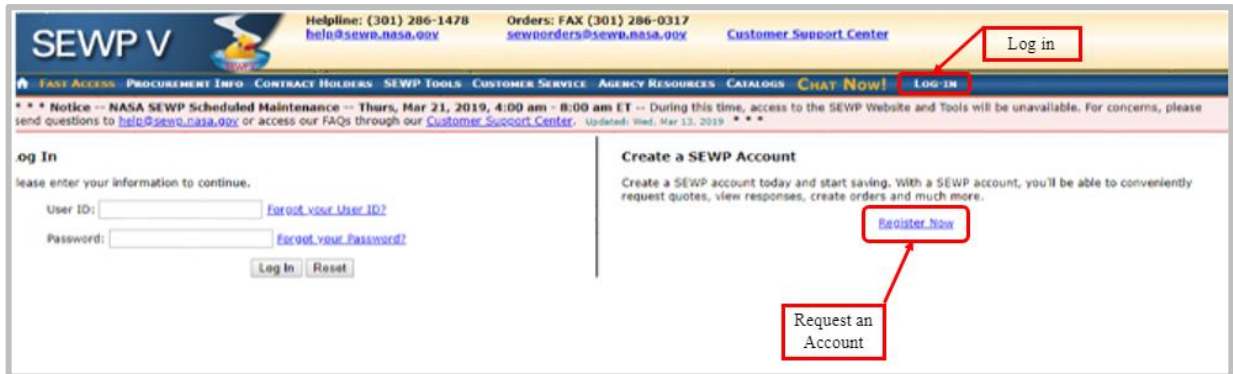 SEWP V
SEWP
Helpline: (301) 286-1478
help@sewp.nasa.gov
Orders: FAX (301) 286-0317
seworders@sewp.nasa.gov
Customer Support Center
Log in
FAST ACCESS PROCUREMENT INFO CONTRACT HOLDERS SEWP TOOLS CUSTOMER SERVICE AGENCY RESOURCES CATALOGS CHAT NOW! LOG-IN
* * * Notice -- NASA SEWP Scheduled Maintenance -- Thurs, Mar 21, 2019, 4:00 am - 8:00 am ET -- During this time, access to the SEWP Website and Tools will be unavailable. For concerns, please
send questions to help@sewp.nasa.gov or access our FAQs through our Customer Support Center. Updated: Wed. Mar 13, 2019 * * *
og In
lease enter your information to continue.
User ID: Forgot your User ID?
Password: Forgot your Password?
Log In Reset
Create a SEWP Account
Create a SEWP account today and start saving. With a SEWP account, you'll be able to conveniently
request quotes, view responses, create orders and much more.
Register Now
Request an
Account